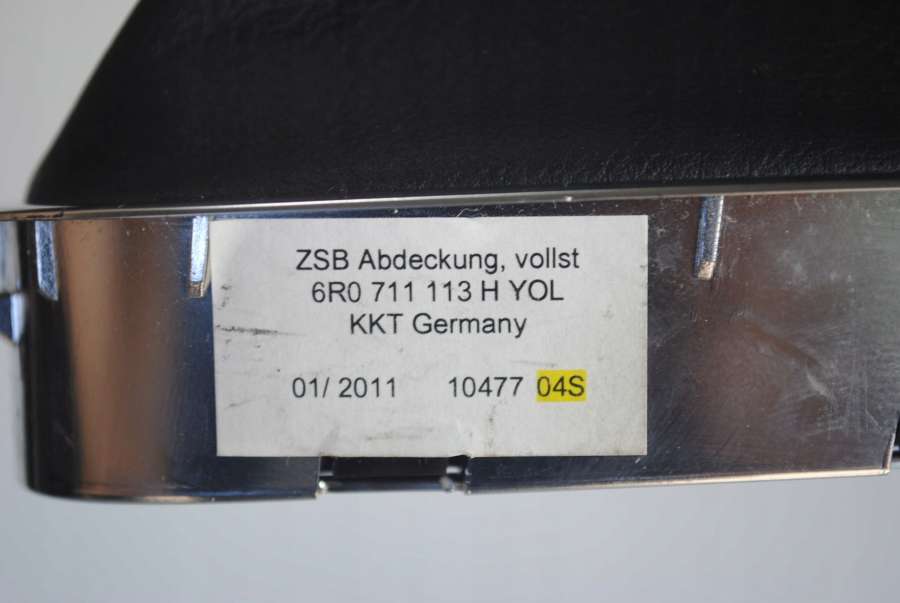 ZSB Abdeckung, vollst
6R0 711 113 H YOL
KKT Germany
01/ 2011 10477 04S